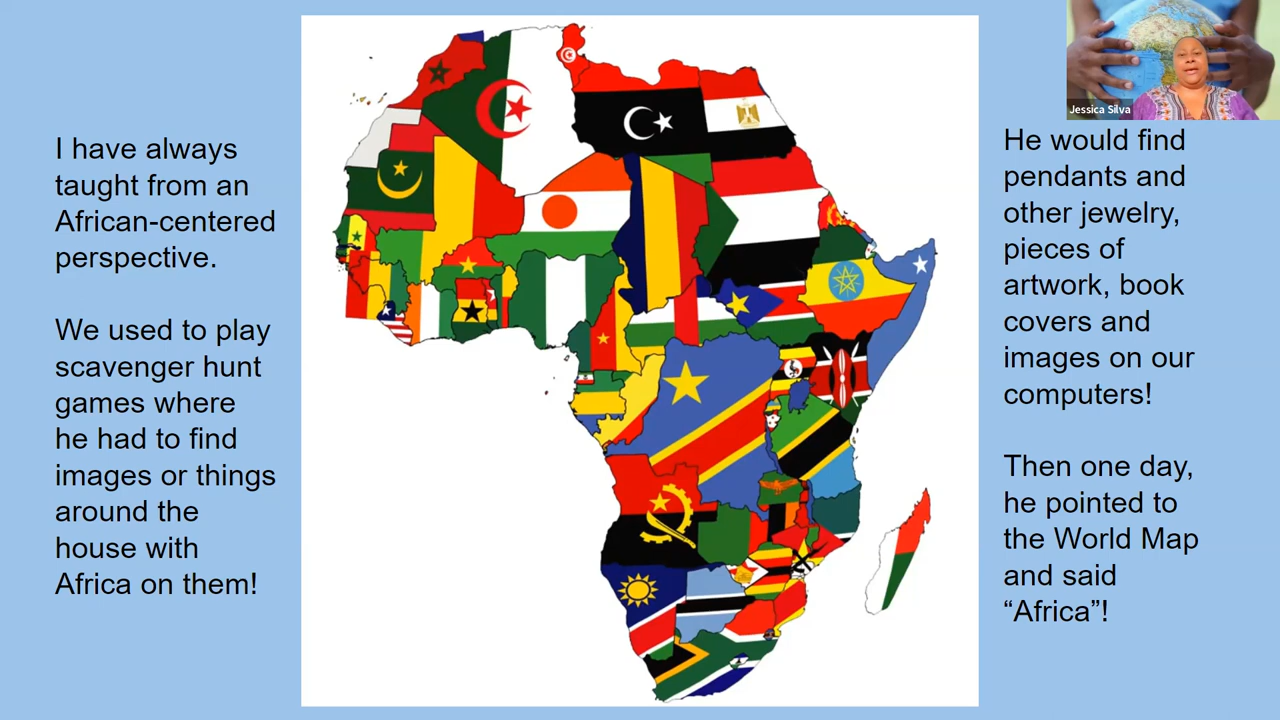 I have always
taught from an
African-centered
perspective.
We used to play
scavenger hunt
games where
he had to find
images or things
around the
house with
Africa on them!
Jessica Silva
He would find
pendants and
other jewelry,
pieces of
artwork, book
covers and
images on our
computers!
Then one day,
he pointed to
the World Map
and said
“Africa”!